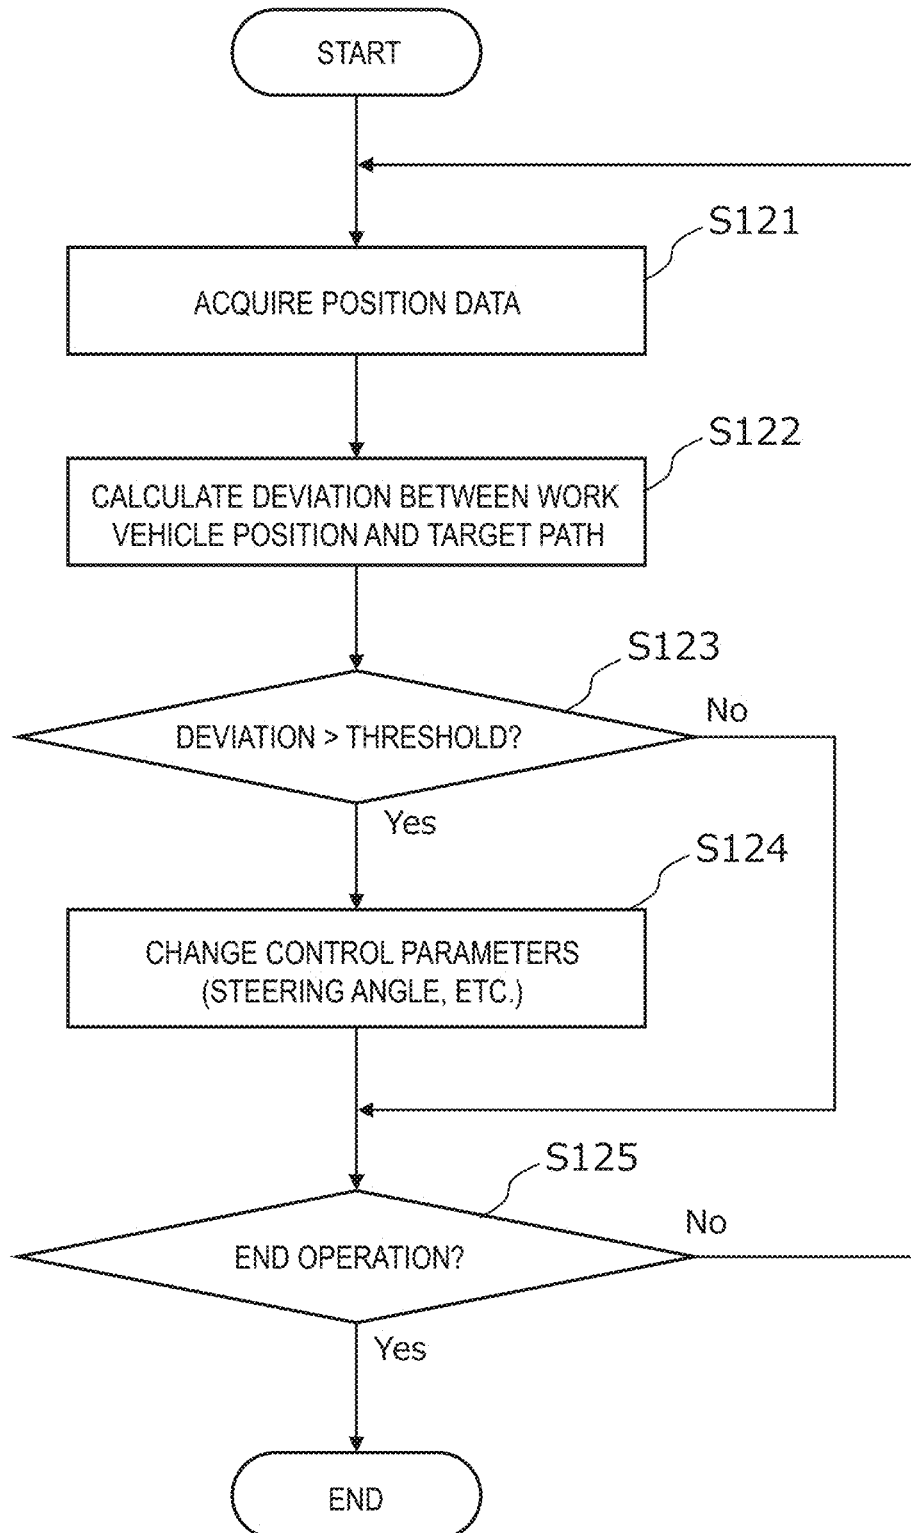 START
S121
ACQUIRE POSITION DATA
S122
CALCULATE DEVIATION BETWEEN WORK
VEHICLE POSITION AND TARGET PATH
S123
DEVIATION > THRESHOLD?
No
Yes
S124
CHANGE CONTROL PARAMETERS
(STEERING ANGLE, ETC.)
S125
END OPERATION?
No
Yes
END